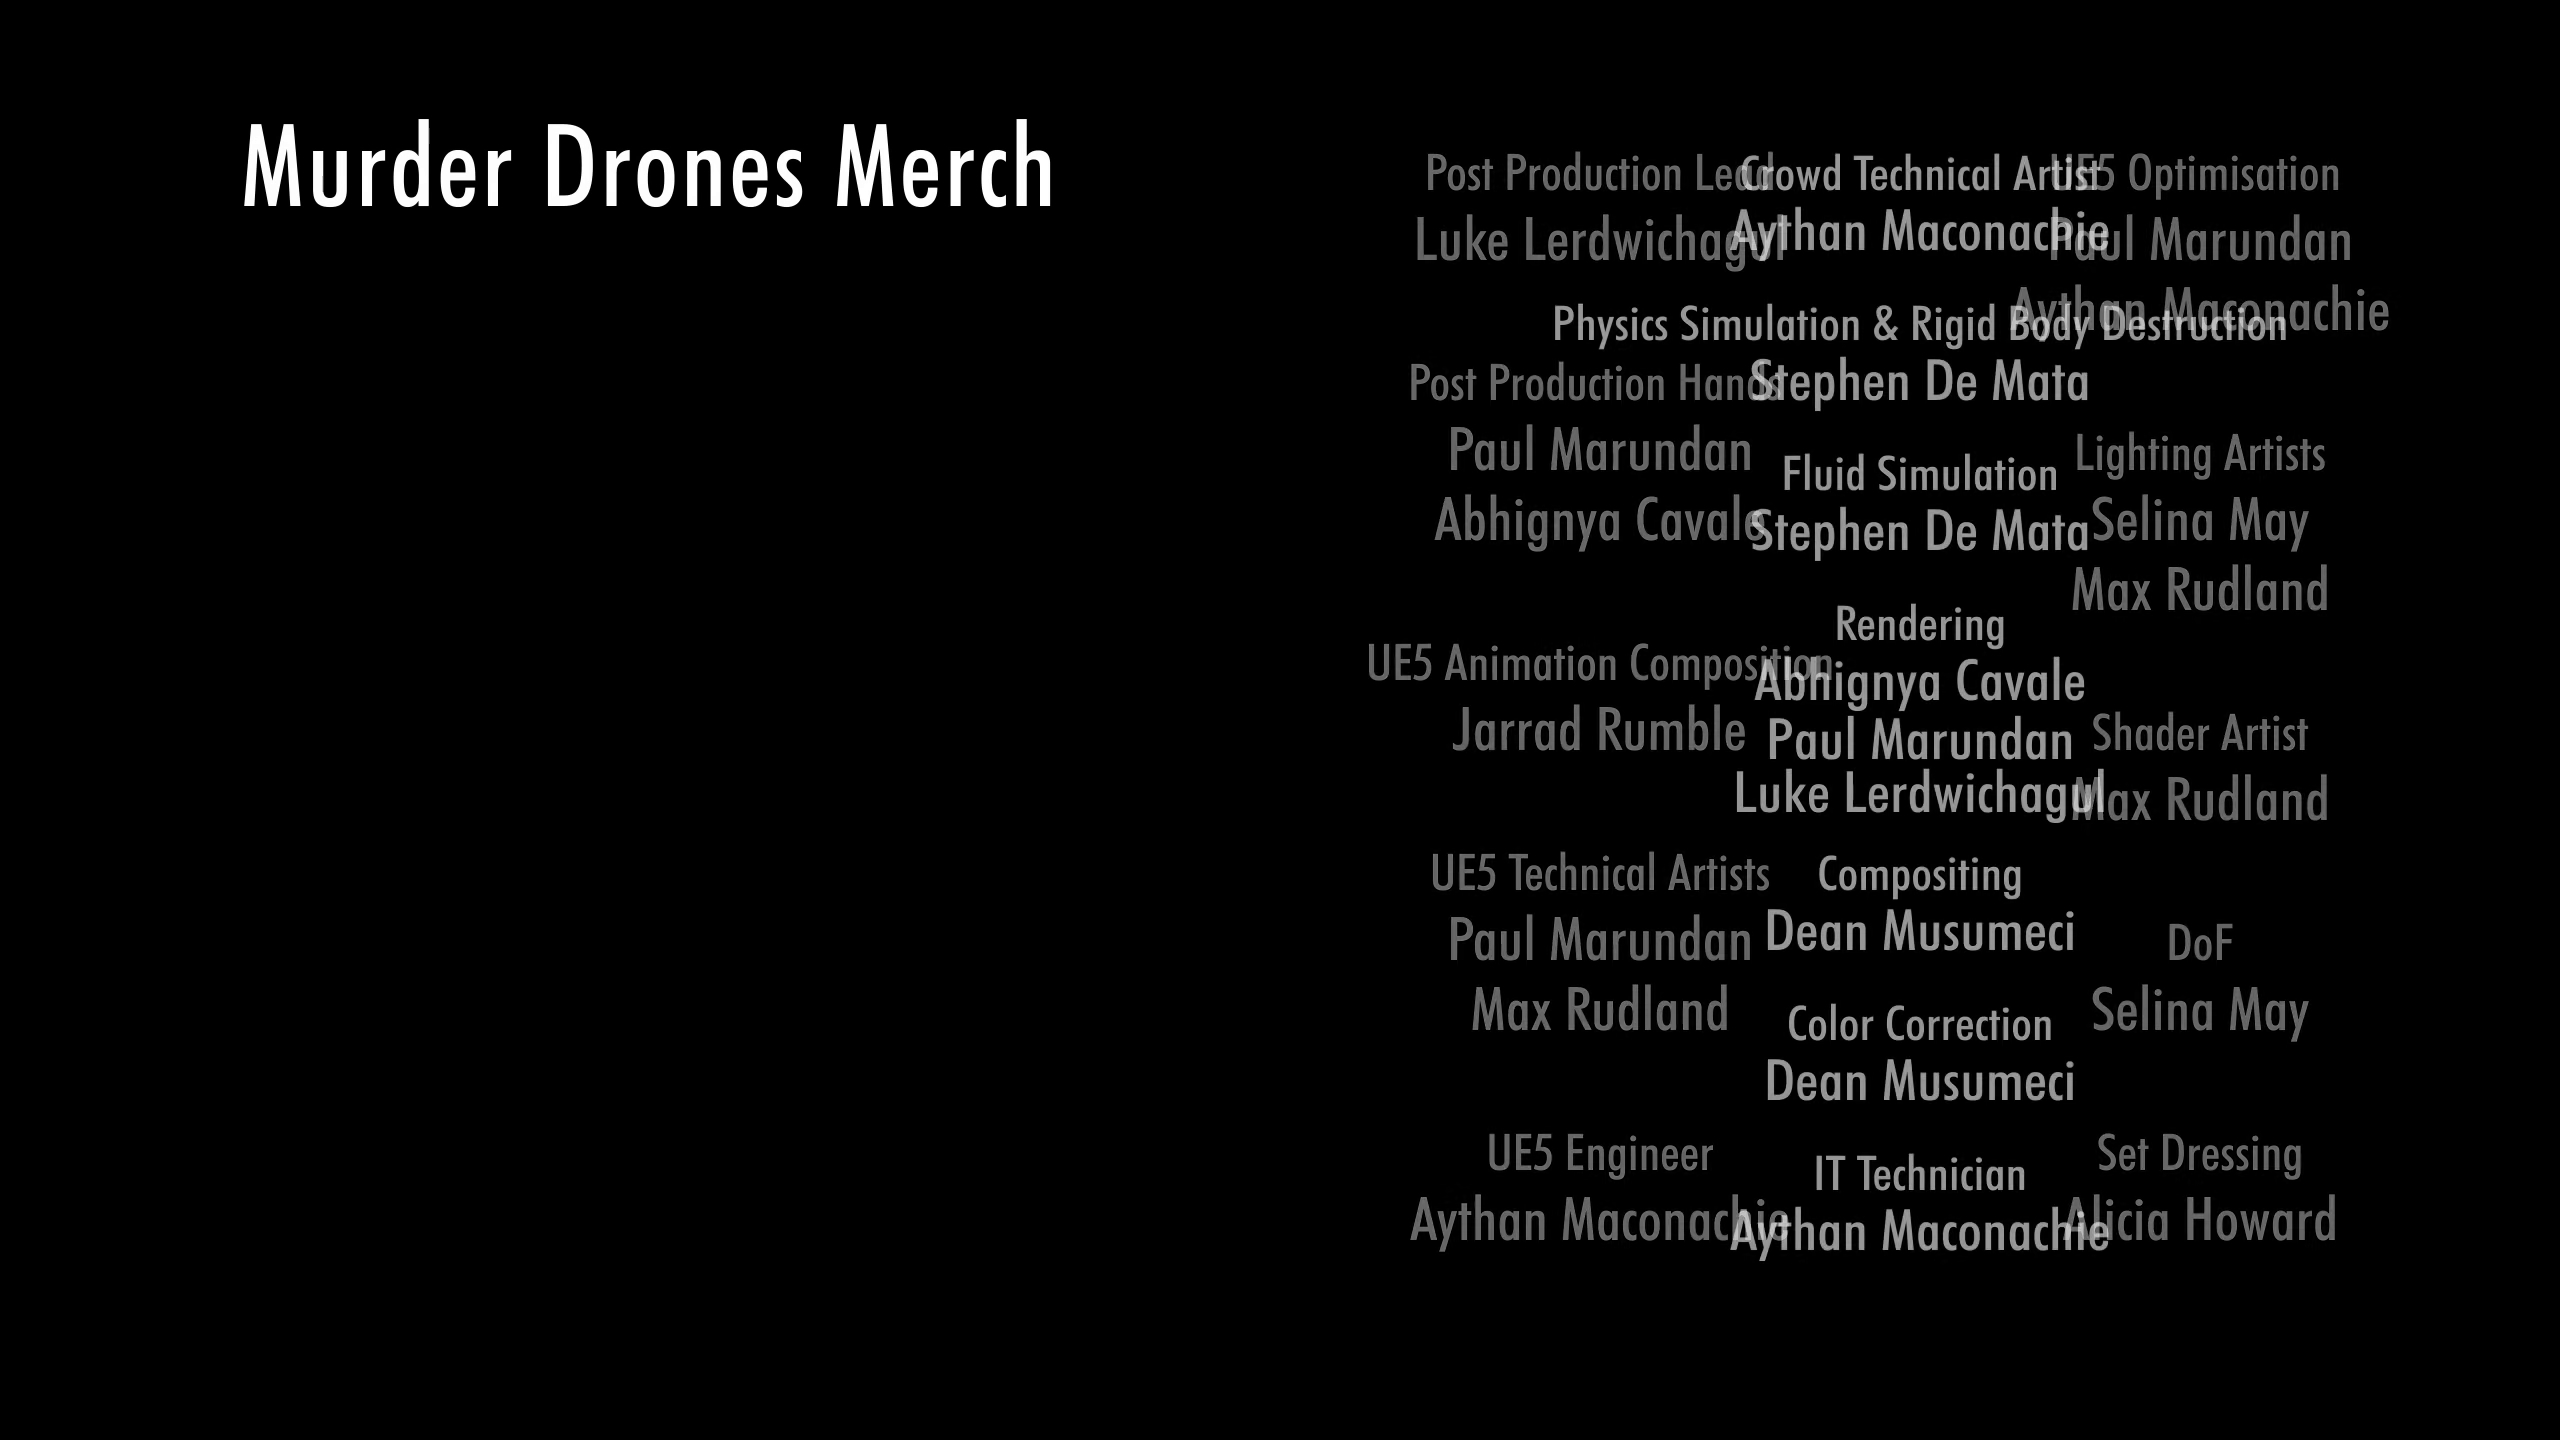 Murder Drones Merch
Post Production Lead
Luke Lerdwichagul
Post Production Hands
Paul Marundan
Abhignya Cavale
UE5 Animation Composition
Jarrad Rumble
UE5 Technical Artists
Paul Marundan
Max Rudland
UE5 Engineer
Aythan Maconachie
Crowd Technical Artist
Aythan Maconachie
Physics Simulation & Rigid Body Destruction
Stephen De Mata
Fluid Simulation
Stephen De Mata
Rendering
Abhignya Cavale
Paul Marundan
Luke Lerdwichagul
Compositing
Dean Musumeci
Color Correction
Dean Musumeci
IT Technician
Aythan Maconachie
UE5 Optimisation
Paul Marundan
Aythan Maconachie
Lighting Artists
Selina May
Max Rudland
Shader Artist
Max Rudland
DoF
Selina May
Set Dressing
Alicia Howard